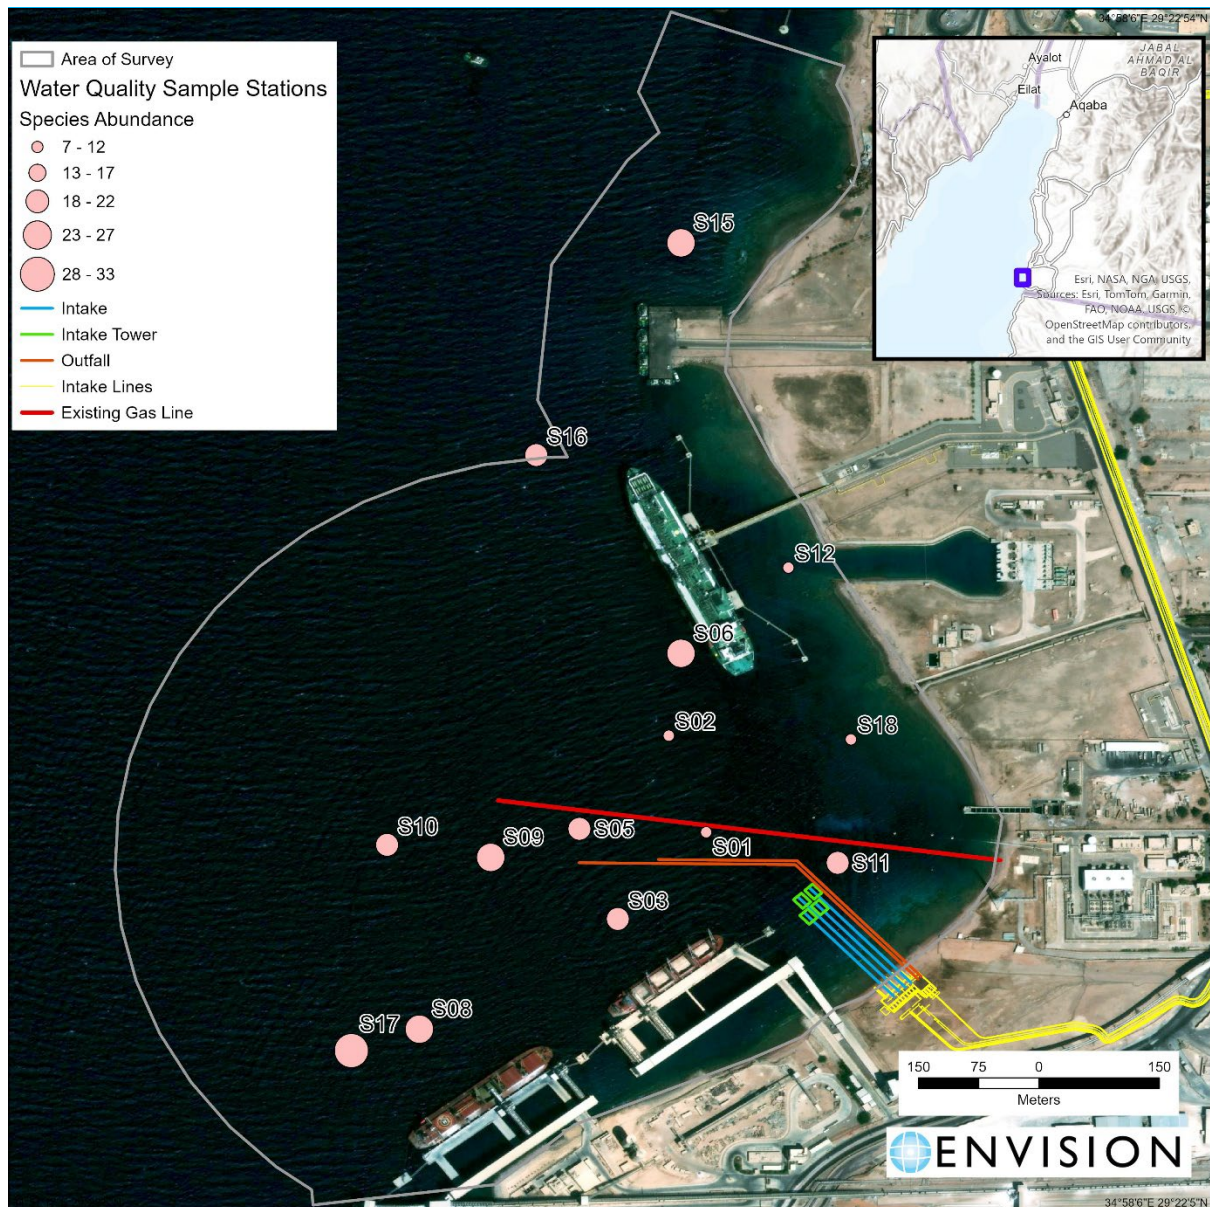 34°58'6"E 29°22'54"N
Area of Survey
Water Quality Sample Stations
Species Abundance
7 - 12
13 - 17
18 - 22
23 - 27
28 - 33
Intake
Intake Tower
Outfall
Intake Lines
Existing Gas Line
JABAL
AHMAD AL
BAQIR
Ayalot
Eilat
Aqaba
Esri, NASA, NGA, USGS,
Sources: Esri, TomTom, Garmin,
FAO, NOAA, USGS, ©
OpenStreetMap contributors,
and the GIS User Community
S15
S16
S12
S06
S02
S18
S10
S09
S05
S01
S11
S03
S17
S08
150 75 0 150
Meters
ENVISION
34°58'6"E 29°22'5"N